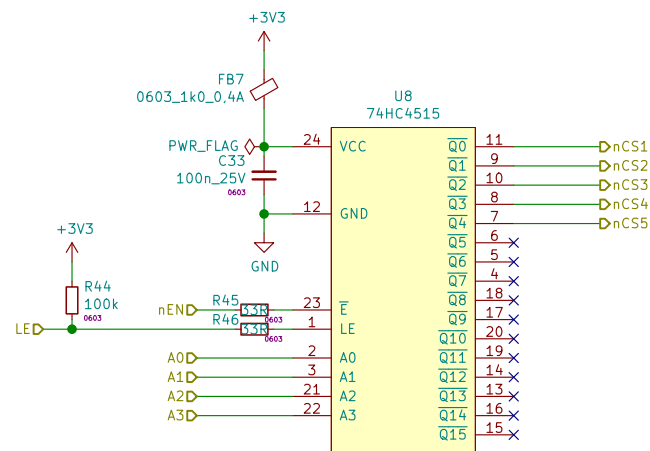 +3V3
FB7
0603_1k0_0,4A
U8
74HC4515
PWR_FLAG
C33
100n_25V
0603
24 VCC
12 GND
GND
+3V3
R44
100k
0603
nEN R45 33R 0603 23 E
LE R46 33R 0603 1 LE
A0 2 A0
A1 3 A1
A2 21 A2
A3 22 A3
Q0 11 nCS1
Q1 9 nCS2
Q2 10 nCS3
Q3 8 nCS4
Q4 7 nCS5
Q5 6
Q6 5
Q7 4
Q8 18
Q9 17
Q10 20
Q11 19
Q12 14
Q13 13
Q14 16
Q15 15